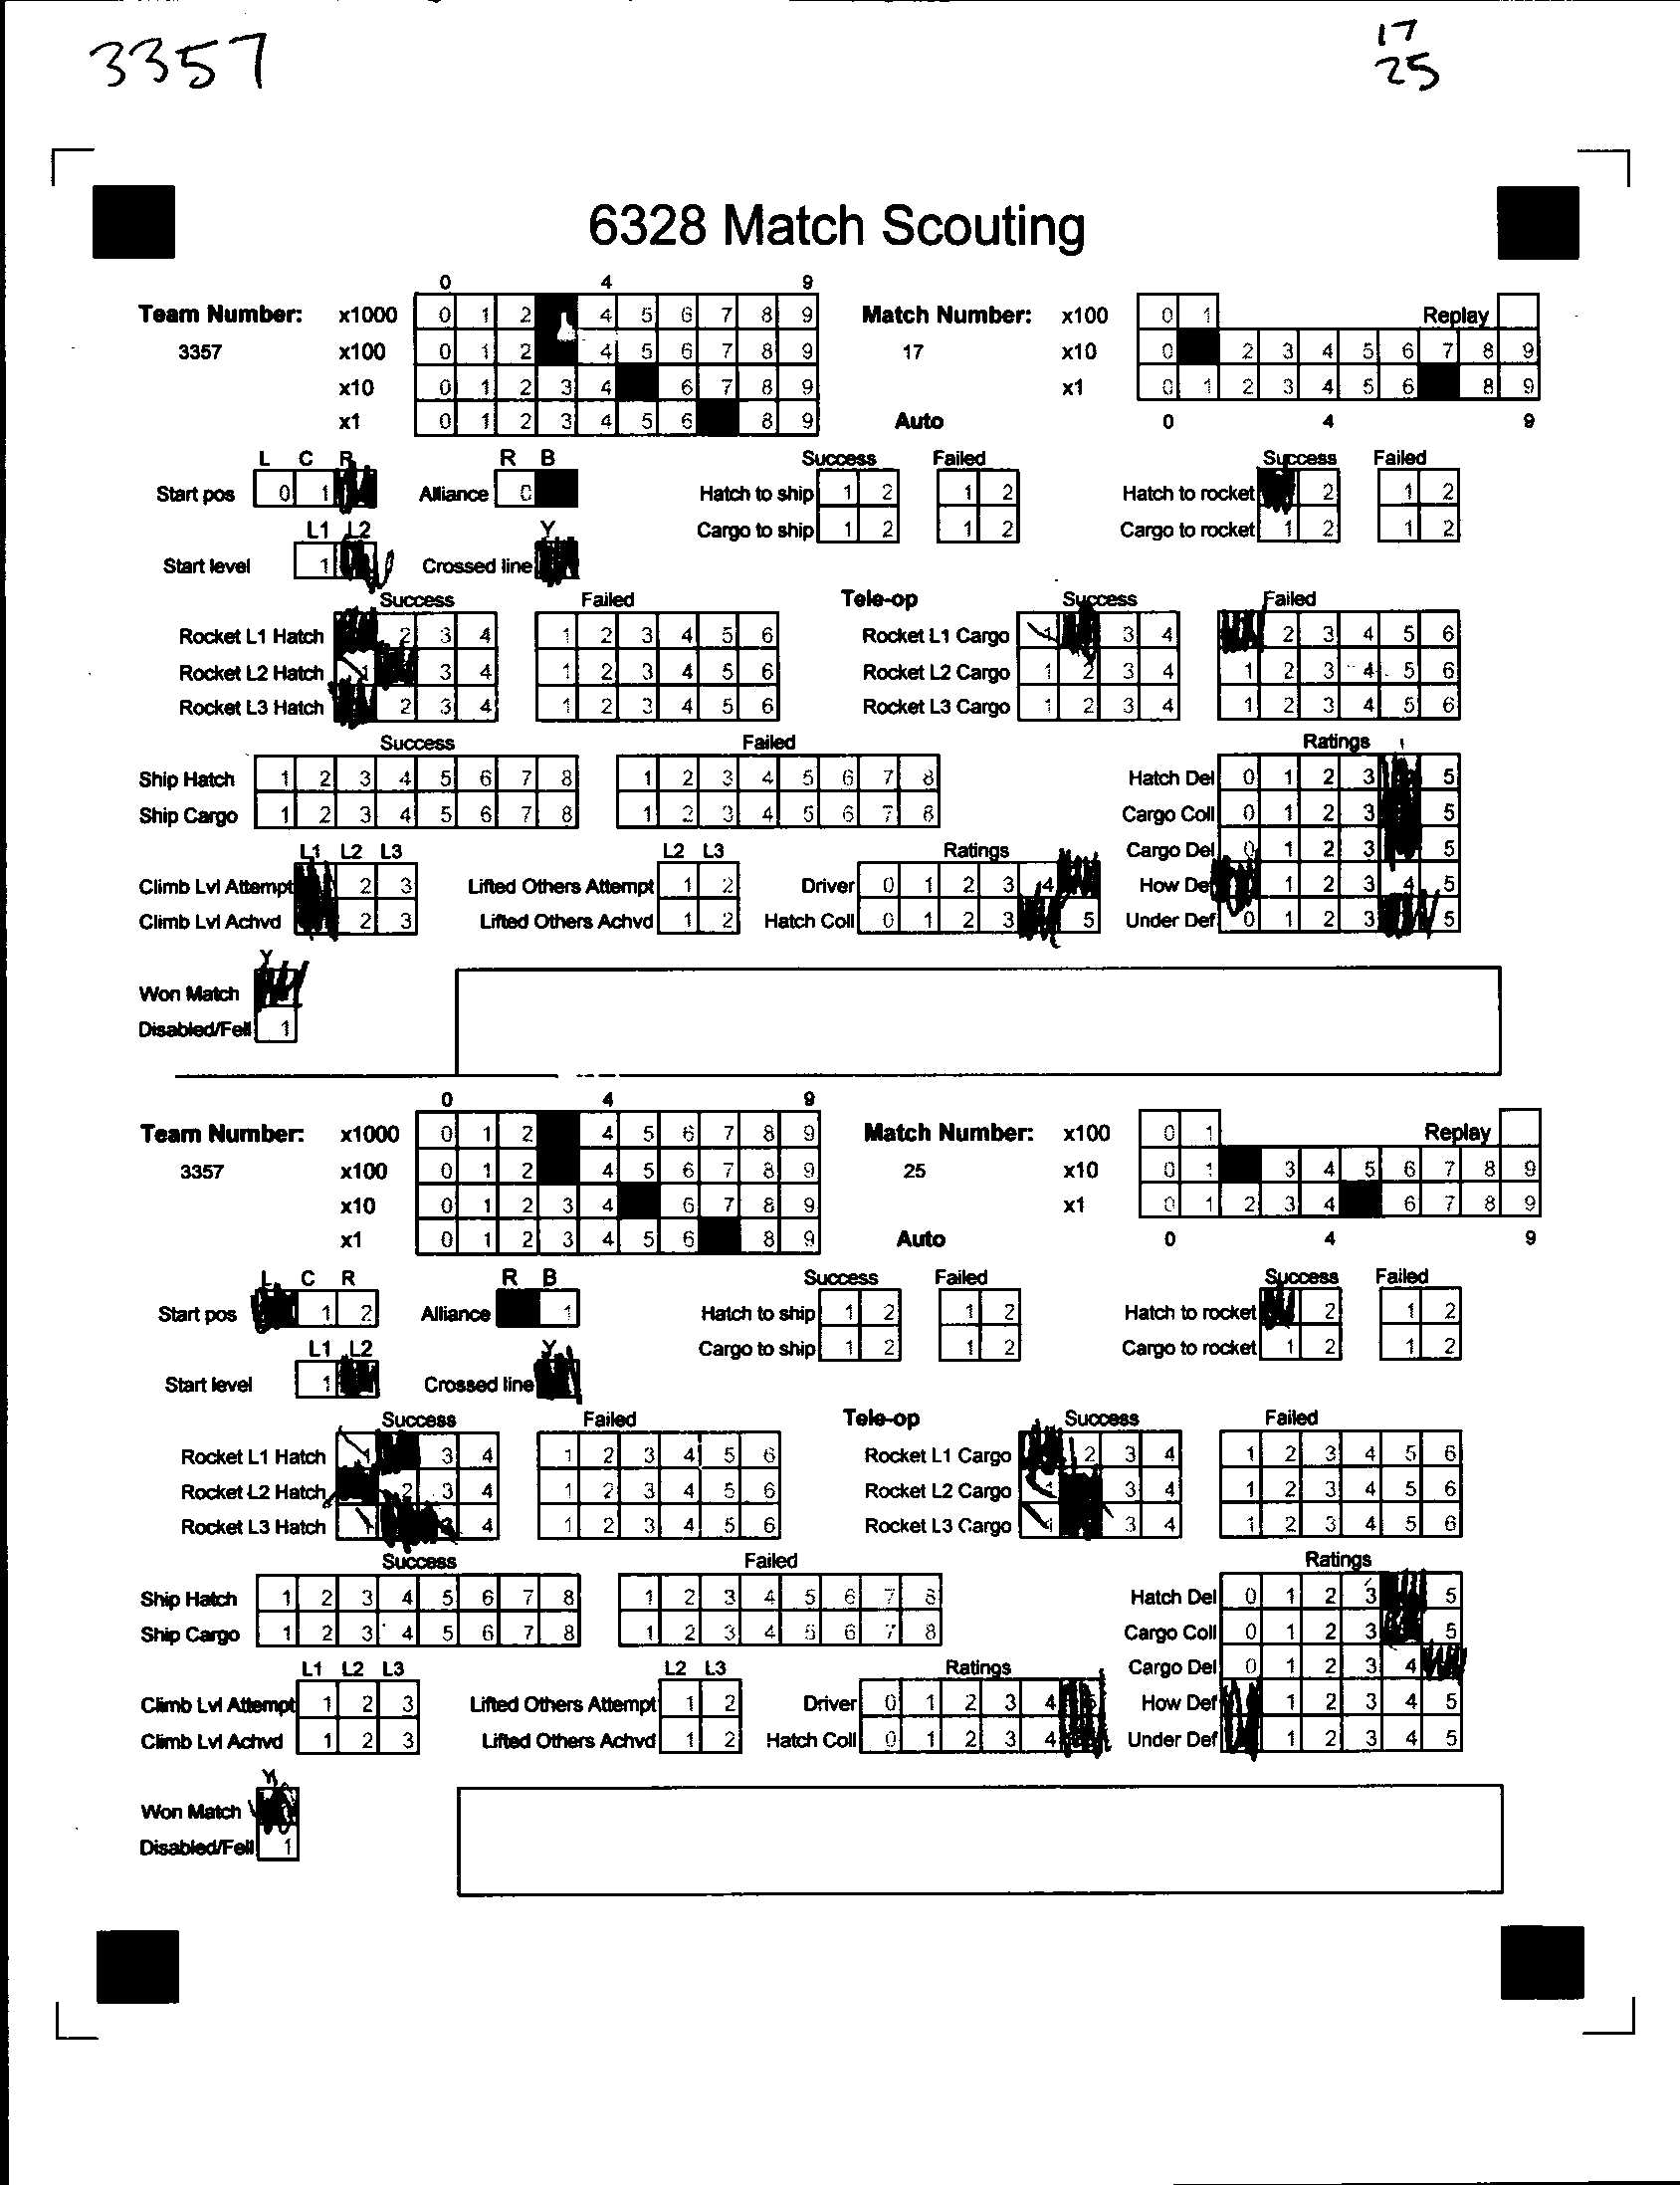 3357 17
25
6328 Match Scouting
0 4 9
Team Number: x1000 0 1 2 4 5 6 7 8 9 Match Number: x100 0 1 Replay
3357 x100 0 1 2 4 5 6 7 8 9 17 x10 0 2 3 4 5 6 7 8 9
x10 0 1 2 3 4 6 7 8 9 x1 0 1 2 3 4 5 6 8 9
x1 0 1 2 3 4 5 6 8 9 Auto 0 4 9
L C R R B Success Failed Success Failed
Start pos 0 1 Alliance 0 Hatch to ship 1 2 1 2 Hatch to rocket 2 1 2
Cargo to ship 1 2 1 2 Cargo to rocket 1 2 1 2
L1 L2 Y
Start level 1 Crossed line
Success Failed Tele-op Success Failed
Rocket L1 Hatch 2 3 4 1 2 3 4 5 6 Rocket L1 Cargo 1 3 4 2 3 4 5 6
Rocket L2 Hatch 1 3 4 1 2 3 4 5 6 Rocket L2 Cargo 1 2 3 4 1 2 3 4 5 6
Rocket L3 Hatch 2 3 4 1 2 3 4 5 6 Rocket L3 Cargo 1 2 3 4 1 2 3 4 5 6
Success Failed Ratings
Ship Hatch 1 2 3 4 5 6 7 8 1 2 3 4 5 6 7 8 Hatch Del 0 1 2 3 5
Ship Cargo 1 2 3 4 5 6 7 8 1 2 3 4 5 6 7 8 Cargo Coll 0 1 2 3 5
L1 L2 L3 L2 L3 Ratings Cargo Del 0 1 2 3 5
Climb Lvl Attempt 2 3 Lifted Others Attempt 1 2 Driver 0 1 2 3 4 How Def 1 2 3 4 5
Climb Lvl Achvd 2 3 Lifted Others Achvd 1 2 Hatch Coll 0 1 2 3 5 Under Def 0 1 2 3 5
Y
Won Match
Disabled/Fell 1
0 4 9
Team Number: x1000 0 1 2 4 5 6 7 8 9 Match Number: x100 0 1 Replay
3357 x100 0 1 2 4 5 6 7 8 9 25 x10 0 1 3 4 5 6 7 8 9
x10 0 1 2 3 4 6 7 8 9 x1 0 1 2 3 4 6 7 8 9
x1 0 1 2 3 4 5 6 8 9 Auto 0 4 9
L C R R B Success Failed Success Failed
Start pos 1 2 Alliance 1 Hatch to ship 1 2 1 2 Hatch to rocket 2 1 2
Cargo to ship 1 2 1 2 Cargo to rocket 1 2 1 2
L1 L2 Y
Start level 1 Crossed line
Success Failed Tele-op Success Failed
Rocket L1 Hatch 1 3 4 1 2 3 4 5 6 Rocket L1 Cargo 2 3 4 1 2 3 4 5 6
Rocket L2 Hatch 2 3 4 1 2 3 4 5 6 Rocket L2 Cargo 3 4 1 2 3 4 5 6
Rocket L3 Hatch 1 3 4 1 2 3 4 5 6 Rocket L3 Cargo 1 3 4 1 2 3 4 5 6
Success Failed Ratings
Ship Hatch 1 2 3 4 5 6 7 8 1 2 3 4 5 6 7 8 Hatch Del 0 1 2 3 5
Ship Cargo 1 2 3 4 5 6 7 8 1 2 3 4 5 6 7 8 Cargo Coll 0 1 2 3 5
L1 L2 L3 L2 L3 Ratings Cargo Del 0 1 2 3 4
Climb Lvl Attempt 1 2 3 Lifted Others Attempt 1 2 Driver 0 1 2 3 4 How Def 1 2 3 4 5
Climb Lvl Achvd 1 2 3 Lifted Others Achvd 1 2 Hatch Coll 0 1 2 3 4 Under Def 1 2 3 4 5
Y
Won Match
Disabled/Fell 1